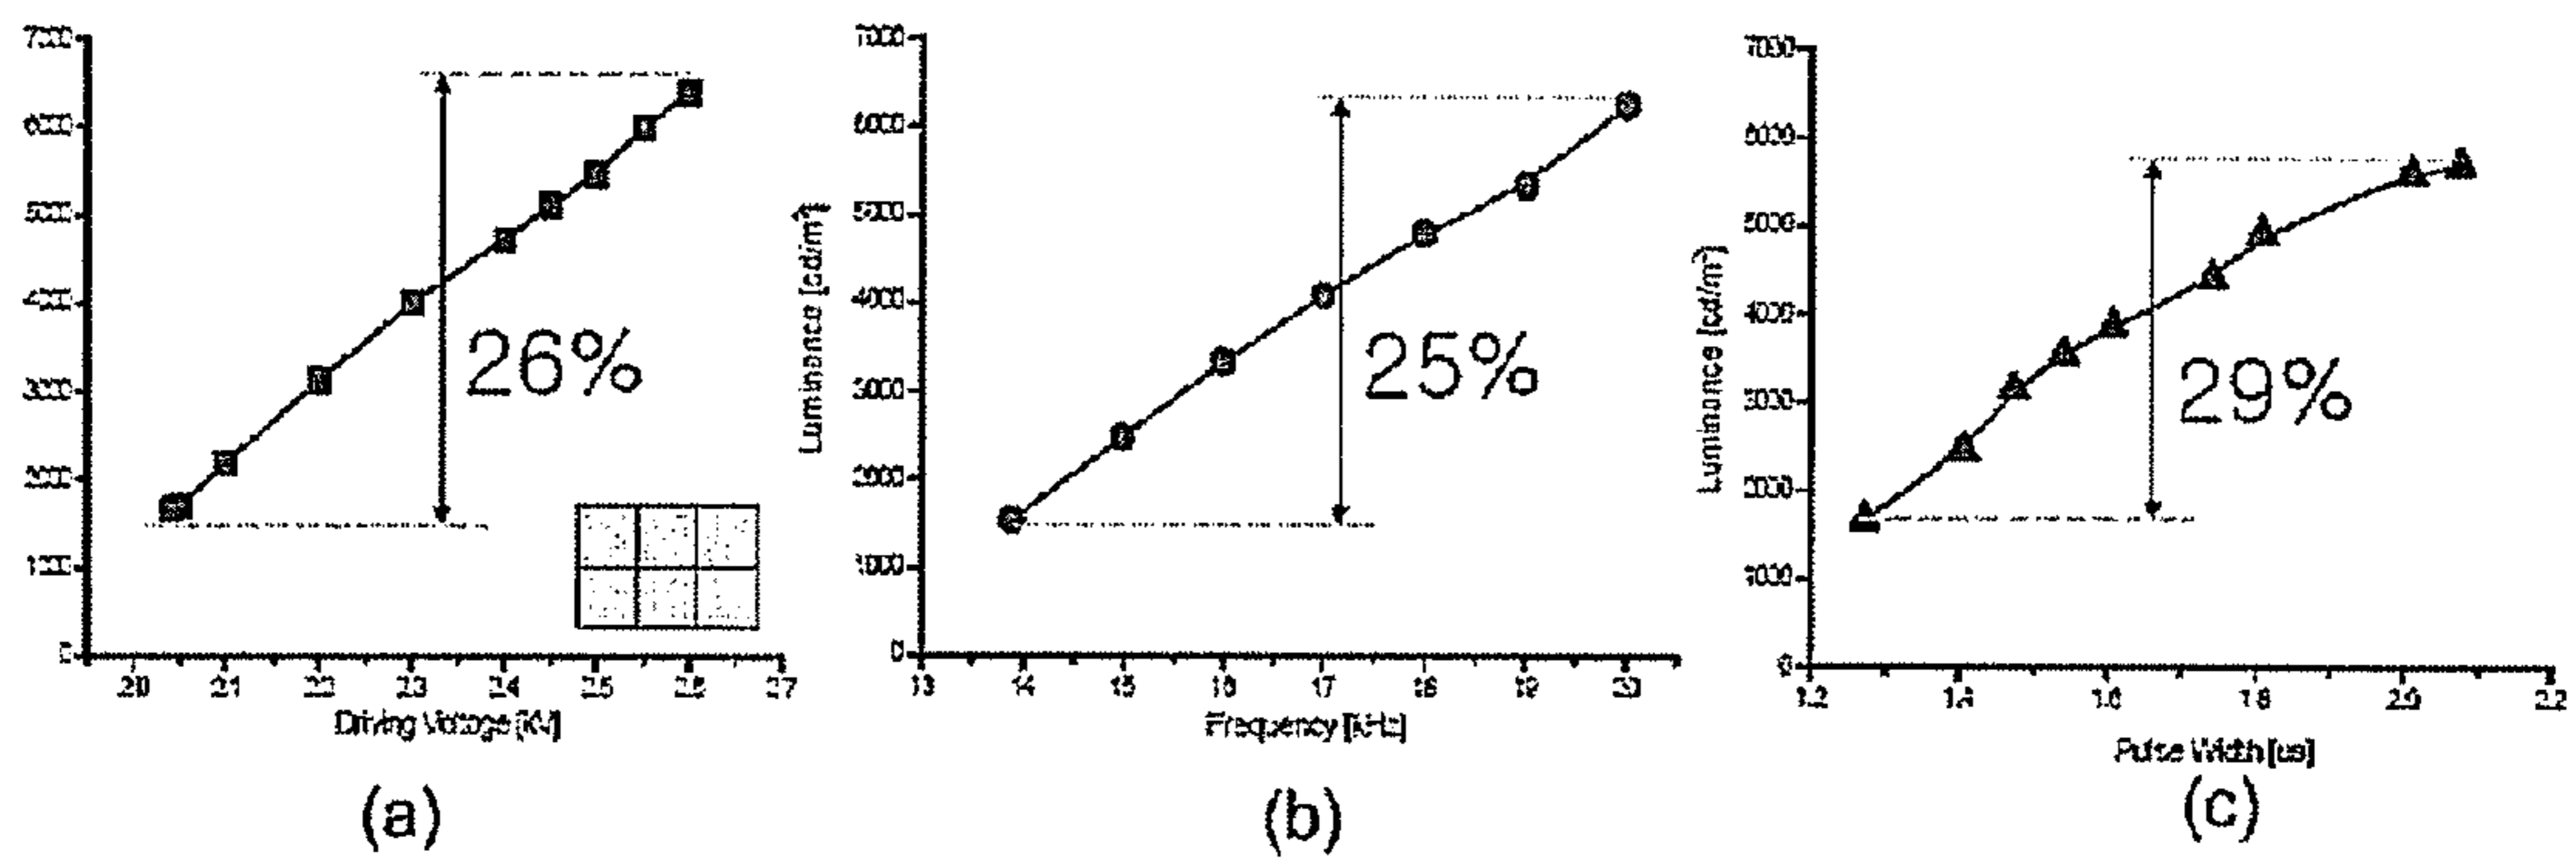 7000
6000
5000
4000
3000
2000
1000
0
2.0 2.1 2.2 2.3 2.4 2.5 2.6 2.7
Driving Voltage [KV]
26%
(a)
Luminance [cd/m²]
7000
6000
5000
4000
3000
2000
1000
0
13 14 15 16 17 18 19 20
Frequency [kHz]
25%
(b)
Luminance [cd/m²]
7000
6000
5000
4000
3000
2000
1000
0
1.2 1.4 1.6 1.8 2.0 2.2
Pulse Width [us]
29%
(c)